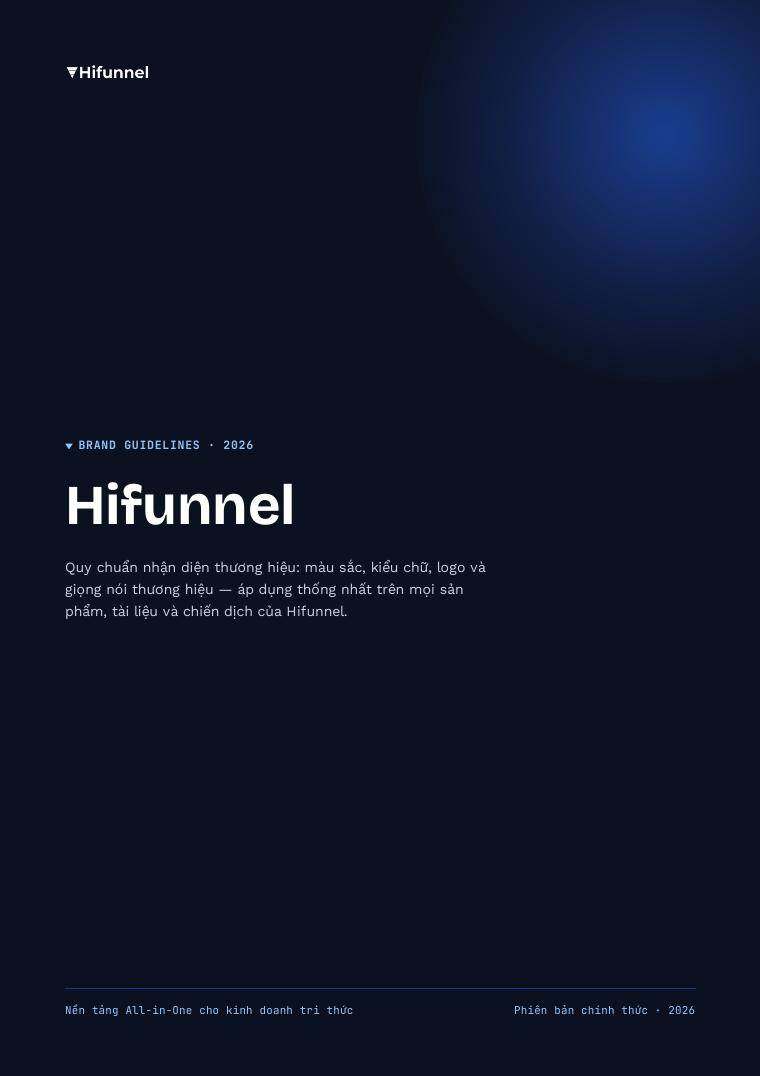 Hifunnel
BRAND GUIDELINES · 2026
Hifunnel
Quy chuẩn nhận diện thương hiệu: màu sắc, kiểu chữ, logo và
giọng nói thương hiệu — áp dụng thống nhất trên mọi sản
phẩm, tài liệu và chiến dịch của Hifunnel.
Nền tảng All-in-One cho kinh doanh tri thức
Phiên bản chính thức · 2026